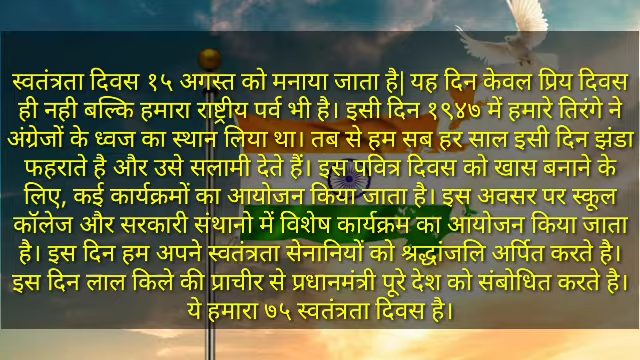 स्वतंत्रता दिवस १५ अगस्त को मनाया जाता है| यह दिन केवल प्रिय दिवस
ही नही बल्कि हमारा राष्ट्रीय पर्व भी है। इसी दिन १९४७ में हमारे तिरंगे ने
अंग्रेजों के ध्वज का स्थान लिया था। तब से हम सब हर साल इसी दिन झंडा
फहराते है और उसे सलामी देते हैं। इस पवित्र दिवस को खास बनाने के
लिए, कई कार्यक्रमों का आयोजन किया जाता है। इस अवसर पर स्कूल
कॉलेज और सरकारी संथानो में विशेष कार्यक्रम का आयोजन किया जाता
है। इस दिन हम अपने स्वतंत्रता सेनानियों को श्रद्धांजलि अर्पित करते है।
इस दिन लाल किले की प्राचीर से प्रधानमंत्री पूरे देश को संबोधित करते है।
ये हमारा ७५ स्वतंत्रता दिवस है।